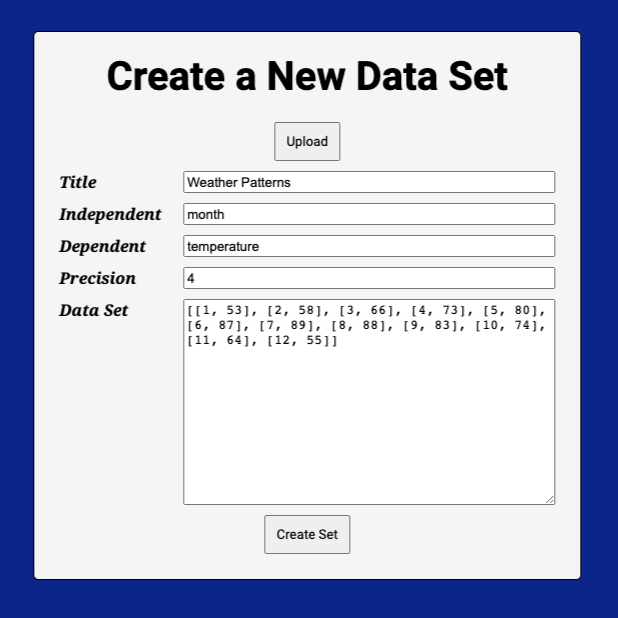 Create a New Data Set
Upload
Title
Weather Patterns
Independent
month
Dependent
temperature
Precision
4
Data Set
[[1, 53], [2, 58], [3, 66], [4, 73], [5, 80],
[6, 87], [7, 89], [8, 88], [9, 83], [10, 74],
[11, 64], [12, 55]]
Create Set